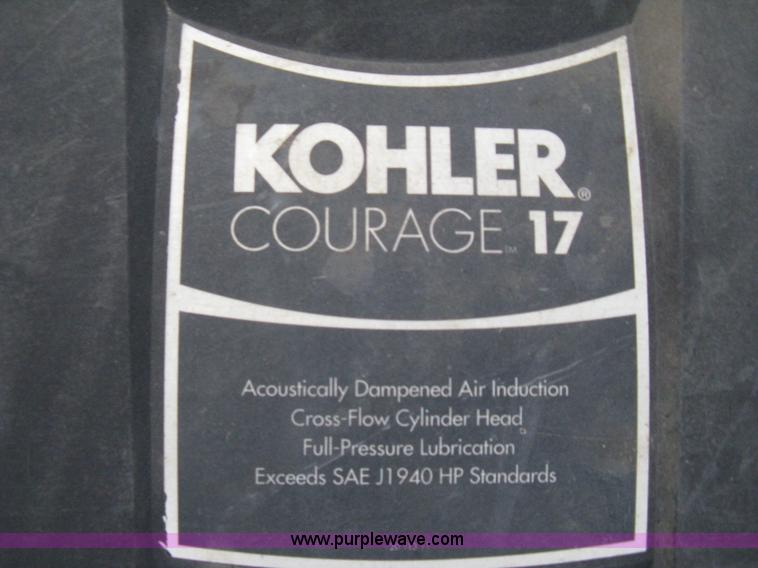 KOHLER®
COURAGE™ 17
Acoustically Dampened Air Induction
Cross-Flow Cylinder Head
Full-Pressure Lubrication
Exceeds SAE J1940 HP Standards
www.purplewave.com